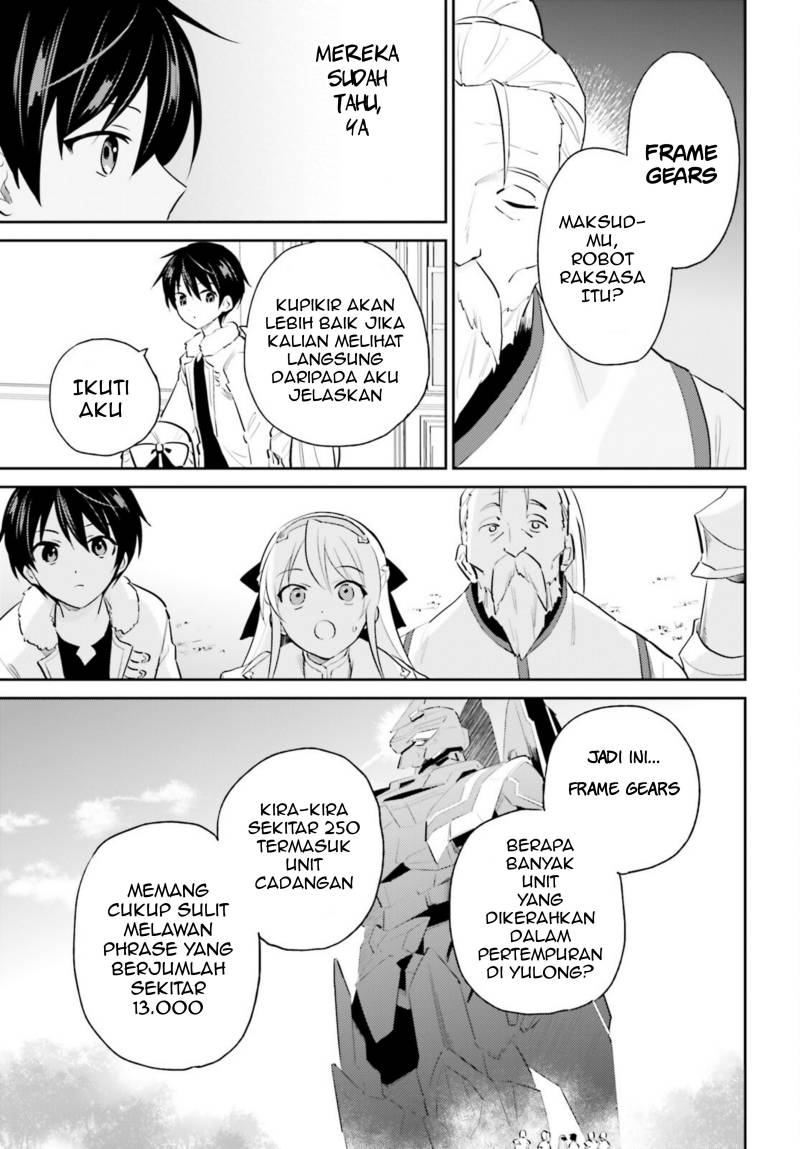 FRAME
GEARS
MAKSUD-
MU,
ROBOT
RAKSASA
ITU?
MEREKA
SUDAH
TAHU,
YA
KUPIKIR AKAN
LEBIH BAIK JIKA
KALIAN MELIHAT
LANGSUNG
DARIPADA AKU
JELASKAN
IKUTI
AKU
JADI INI...
FRAME GEARS
BERAPA
BANYAK
UNIT
YANG
DIKERAHKAN
DALAM
PERTEMPURAN
DI YULONG?
KIRA-KIRA
SEKITAR 250
TERMASUK
UNIT
CADANGAN
MEMANG
CUKUP SULIT
MELAWAN
PHRASE YANG
BERJUMLAH
SEKITAR
13.000